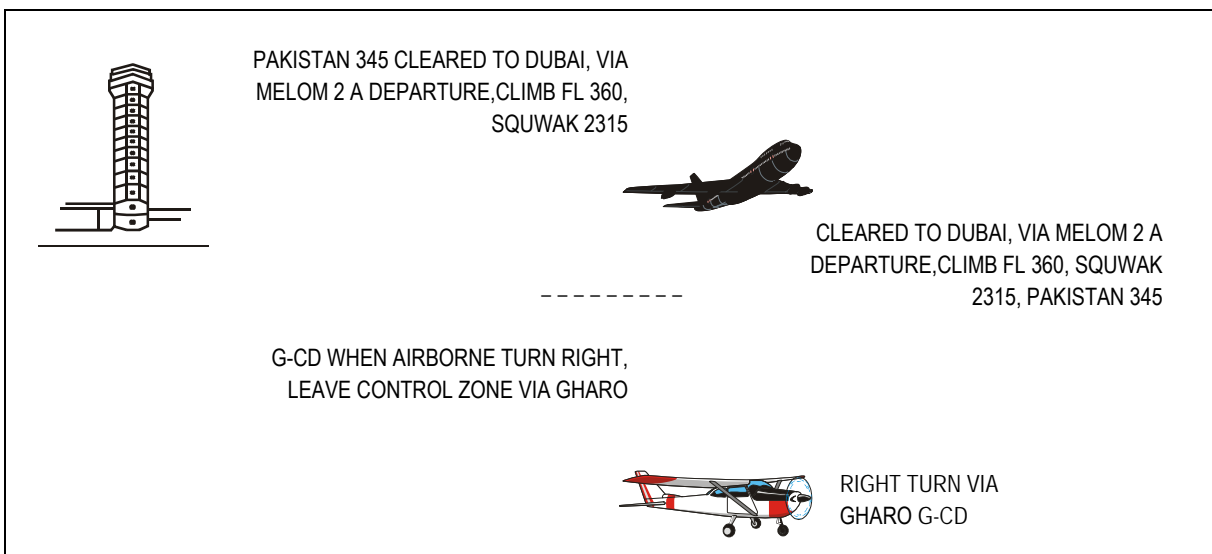 PAKISTAN 345 CLEARED TO DUBAI, VIA
MELOM 2 A DEPARTURE,CLIMB FL 360,
SQUWAK 2315
CLEARED TO DUBAI, VIA MELOM 2 A
DEPARTURE,CLIMB FL 360, SQUWAK
2315, PAKISTAN 345
G-CD WHEN AIRBORNE TURN RIGHT,
LEAVE CONTROL ZONE VIA GHARO
RIGHT TURN VIA
GHARO G-CD